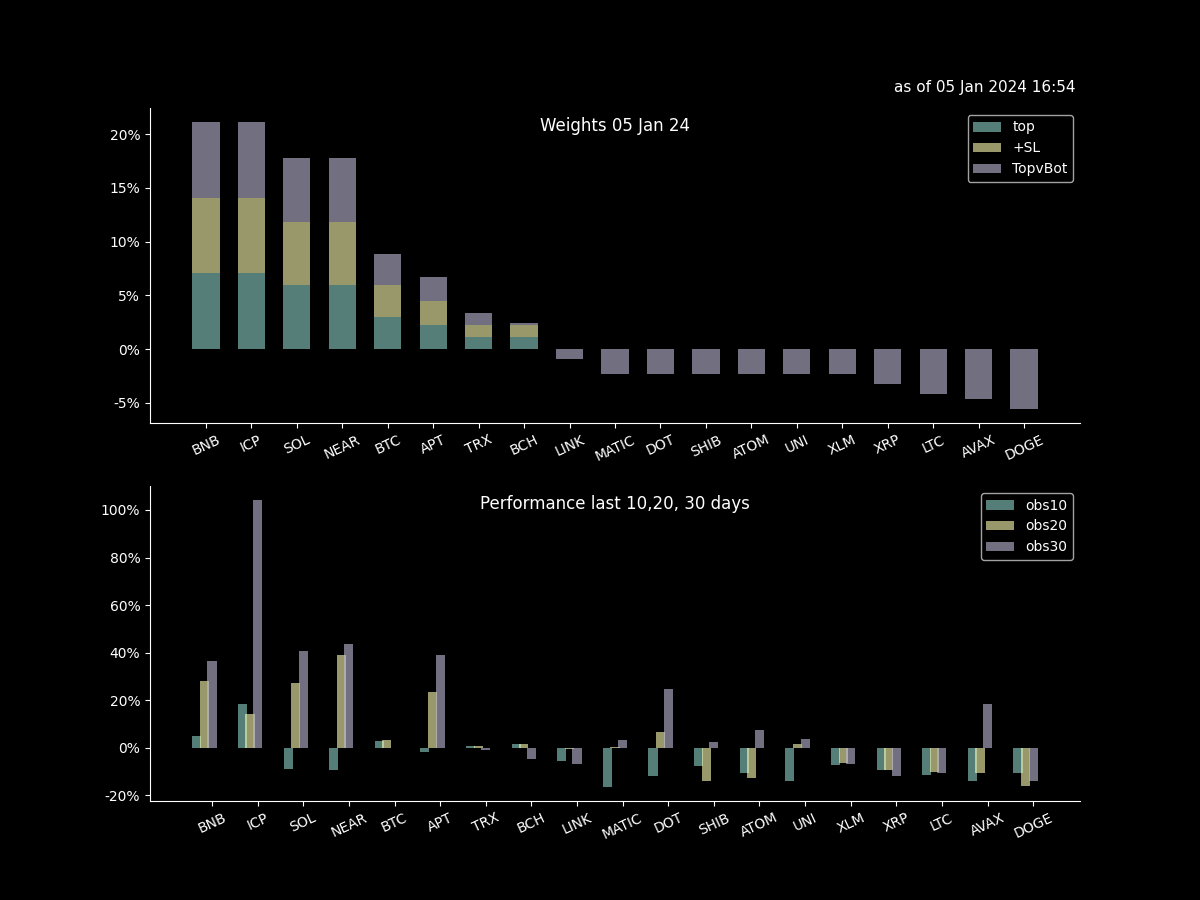 as of 05 Jan 2024 16:54
Weights 05 Jan 24
top
+SL
TopvBot
20%
15%
10%
5%
0%
-5%
BNB ICP SOL NEAR BTC APT TRX BCH LINK MATIC DOT SHIB ATOM UNI XLM XRP LTC AVAX DOGE
Performance last 10,20, 30 days
obs10
obs20
obs30
100%
80%
60%
40%
20%
0%
-20%
BNB ICP SOL NEAR BTC APT TRX BCH LINK MATIC DOT SHIB ATOM UNI XLM XRP LTC AVAX DOGE